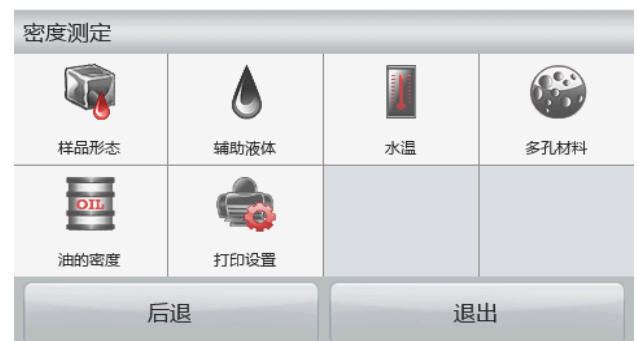 密度测定
样品形态
辅助液体
水温
多孔材料
OIL
油的密度
打印设置
后退
退出